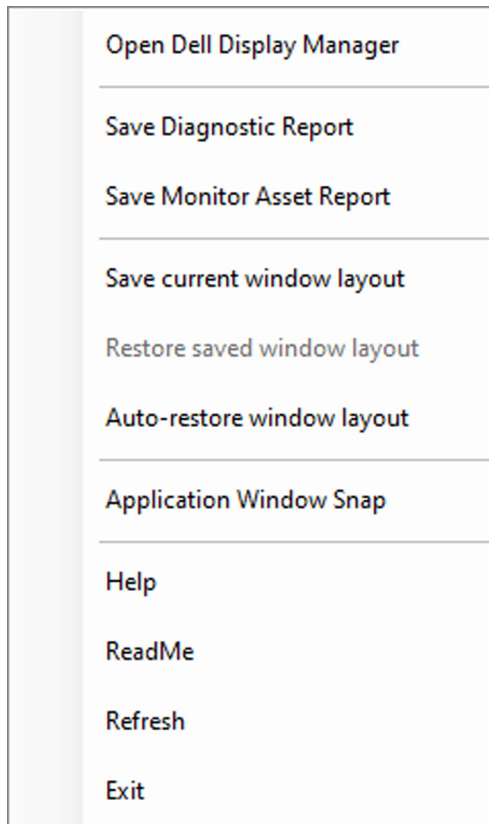 Open Dell Display Manager
Save Diagnostic Report
Save Monitor Asset Report
Save current window layout
Restore saved window layout
Auto-restore window layout
Application Window Snap
Help
ReadMe
Refresh
Exit